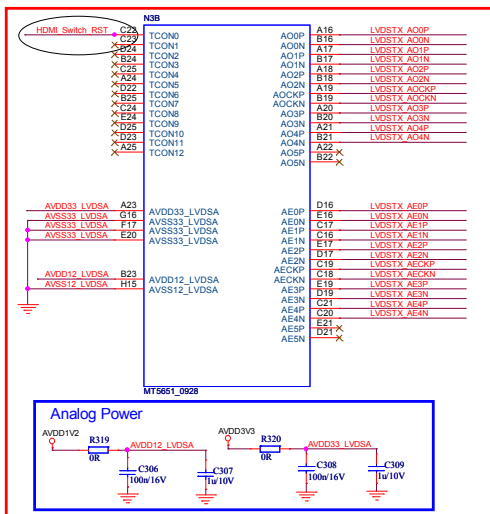 N3B
HDMI_Switch_RST C22 TCON0 AO0P A16 LVDSTX_AO0P
C23 TCON1 AO0N B16 LVDSTX_AO0N
D24 TCON2 AO1P A17 LVDSTX_AO1P
B24 TCON3 AO1N B17 LVDSTX_AO1N
C25 TCON4 AO2P A18 LVDSTX_AO2P
A24 TCON5 AO2N B18 LVDSTX_AO2N
D22 TCON6 AOCKP A19 LVDSTX_AOCKP
B25 TCON7 AOCKN B19 LVDSTX_AOCKN
C24 TCON8 AO3P A20 LVDSTX_AO3P
E24 TCON9 AO3N B20 LVDSTX_AO3N
D25 TCON10 AO4P A21 LVDSTX_AO4P
D23 TCON11 AO4N B21 LVDSTX_AO4N
A25 TCON12 AO5P A22
AO5N B22
AVDD33_LVDSA A23 AVDD33_LVDSA AE0P D16 LVDSTX_AE0P
AVSS33_LVDSA G16 AVSS33_LVDSA AE0N E16 LVDSTX_AE0N
AVSS33_LVDSA F17 AVSS33_LVDSA AE1P C17 LVDSTX_AE1P
AVSS33_LVDSA E20 AVSS33_LVDSA AE1N C16 LVDSTX_AE1N
AE2P E17 LVDSTX_AE2P
AE2N D17 LVDSTX_AE2N
AECKP C19 LVDSTX_AECKP
AVDD12_LVDSA B23 AVDD12_LVDSA AECKN C18 LVDSTX_AECKN
AVSS12_LVDSA H15 AVSS12_LVDSA AE3P E19 LVDSTX_AE3P
AE3N D19 LVDSTX_AE3N
AE4P C21 LVDSTX_AE4P
AE4N C20 LVDSTX_AE4N
AE5P E21
AE5N D21
MT5651_0928
Analog Power
AVDD1V2 R319 0R AVDD12_LVDSA
C306 100n/16V
C307 1u/10V
AVDD3V3 R320 0R AVDD33_LVDSA
C308 100n/16V
C309 1u/10V